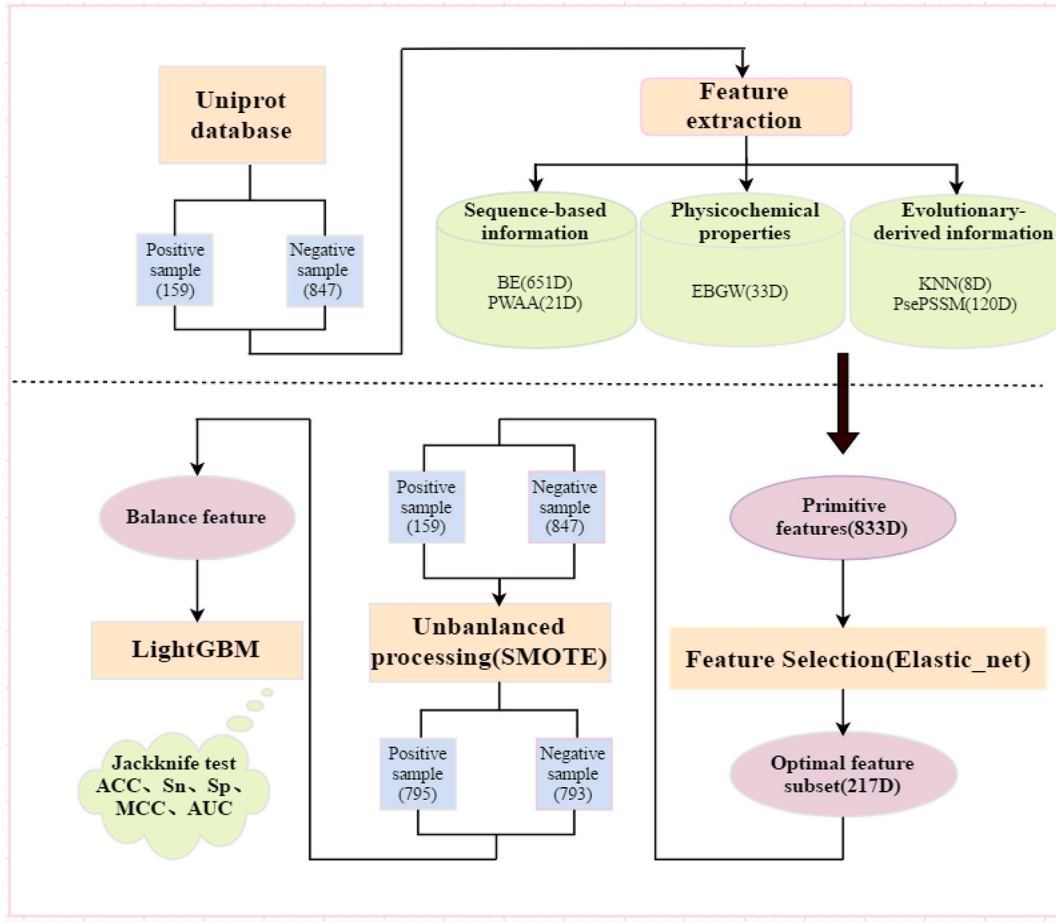 Uniprot
database
Positive
sample
(159)
Negative
sample
(847)
Feature
extraction
Sequence-based
information
BE(651D)
PWAA(21D)
Physicochemical
properties
EBGW(33D)
Evolutionary-
derived information
KNN(8D)
PsePSSM(120D)
Primitive
features(833D)
Feature Selection(Elastic_net)
Optimal feature
subset(217D)
Positive
sample
(159)
Negative
sample
(847)
Unbanlanced
processing(SMOTE)
Positive
sample
(795)
Negative
sample
(793)
Balance feature
LightGBM
Jackknife test
ACC、Sn、Sp、
MCC、AUC